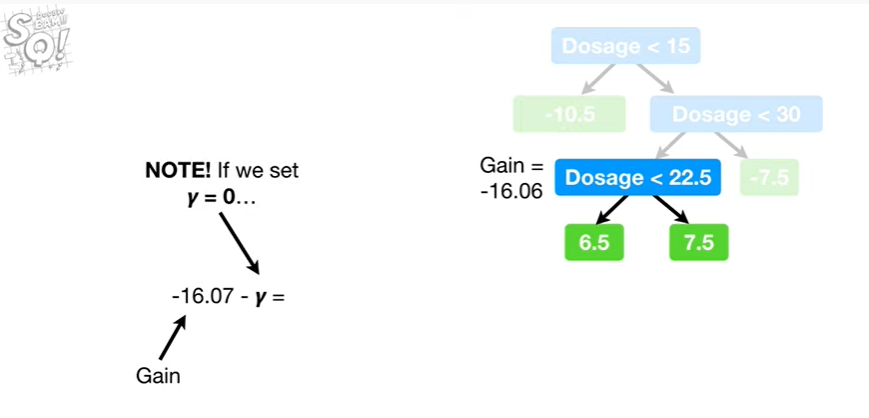 SQ!
Dosage < 15
-10.5
Dosage < 30
NOTE! If we set
γ = 0…
Gain =
-16.06
Dosage < 22.5
-7.5
6.5
7.5
-16.07 - γ =
Gain